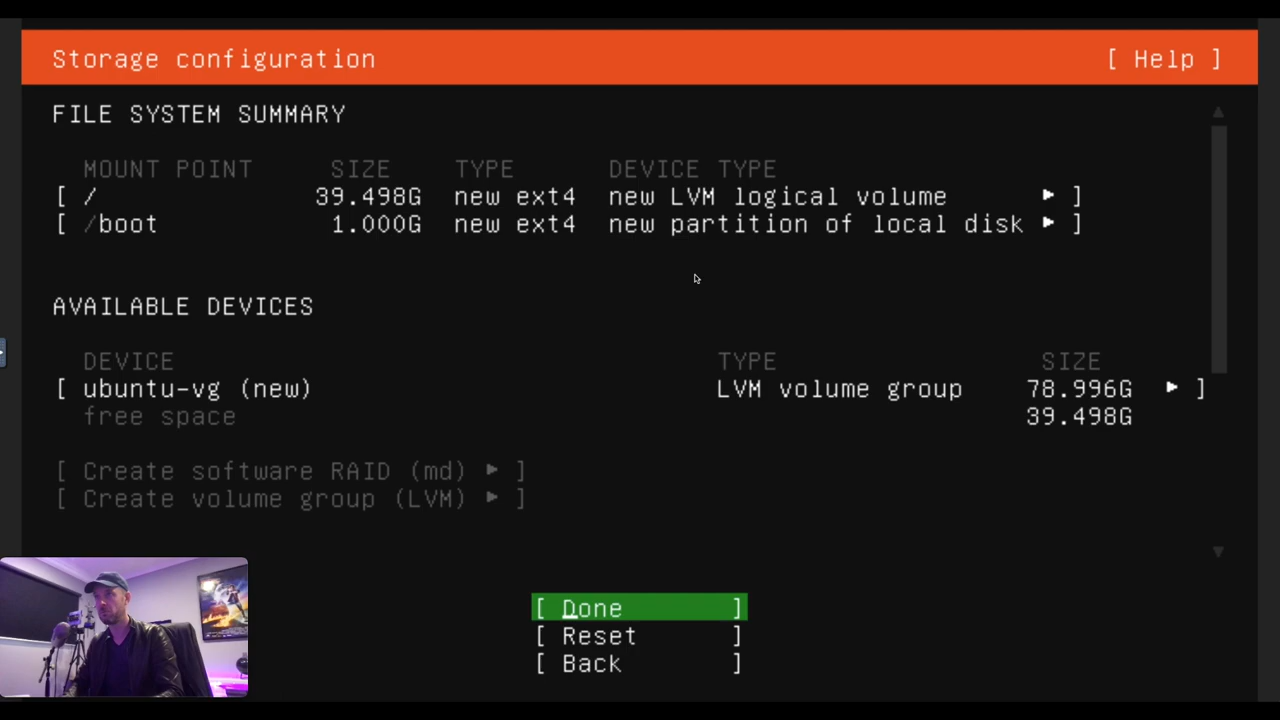 Storage configuration [ Help ]
FILE SYSTEM SUMMARY
MOUNT POINT SIZE TYPE DEVICE TYPE
[ / 39.498G new ext4 new LVM logical volume ▸ ]
[ /boot 1.000G new ext4 new partition of local disk ▸ ]
AVAILABLE DEVICES
DEVICE TYPE SIZE
[ ubuntu-vg (new) LVM volume group 78.996G ▸ ]
free space 39.498G
[ Create software RAID (md) ▸ ]
[ Create volume group (LVM) ▸ ]
[ Done ]
[ Reset ]
[ Back ]